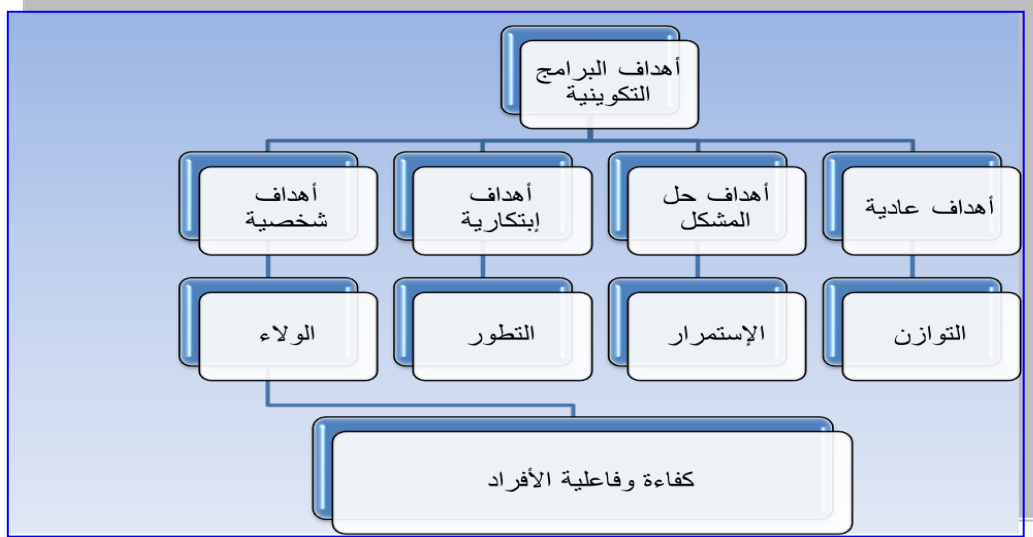 أهداف البرامج
التكوينية
أهداف عادية
أهداف حل
المشكل
أهداف
إبتكارية
أهداف
شخصية
التوازن
الإستمرار
التطور
الولاء
كفاءة وفاعلية الأفراد